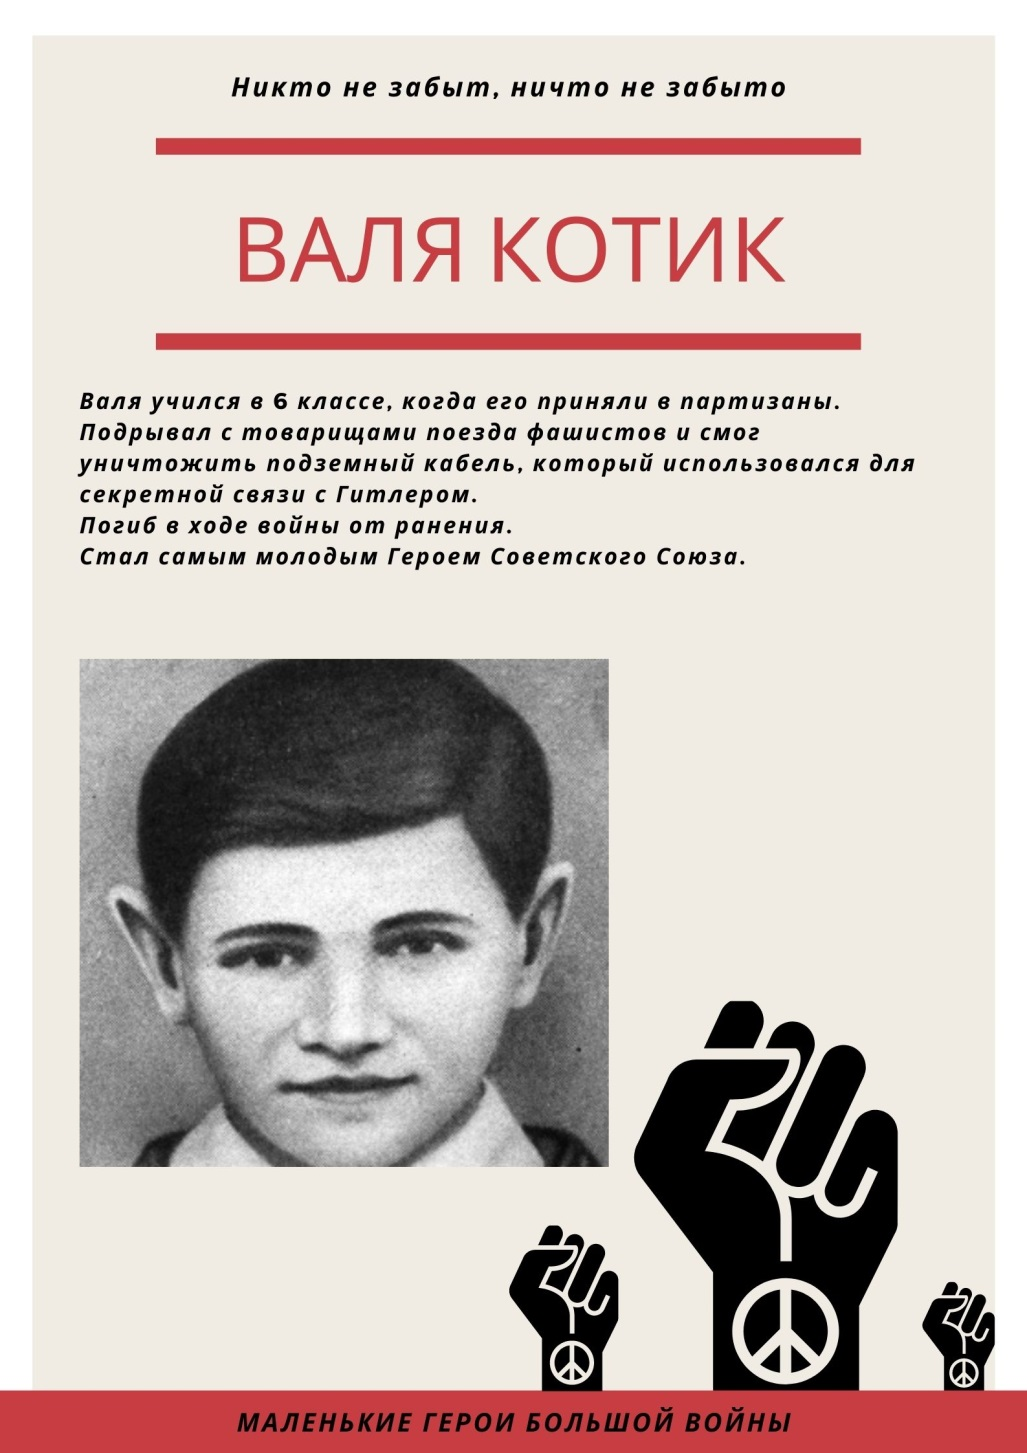 Никто не забыт, ничто не забыто
ВАЛЯ КОТИК
Валя учился в 6 классе, когда его приняли в партизаны.
Подрывал с товарищами поезда фашистов и смог
уничтожить подземный кабель, который использовался для
секретной связи с Гитлером.
Погиб в ходе войны от ранения.
Стал самым молодым Героем Советского Союза.
МАЛЕНЬКИЕ ГЕРОИ БОЛЬШОЙ ВОЙНЫ